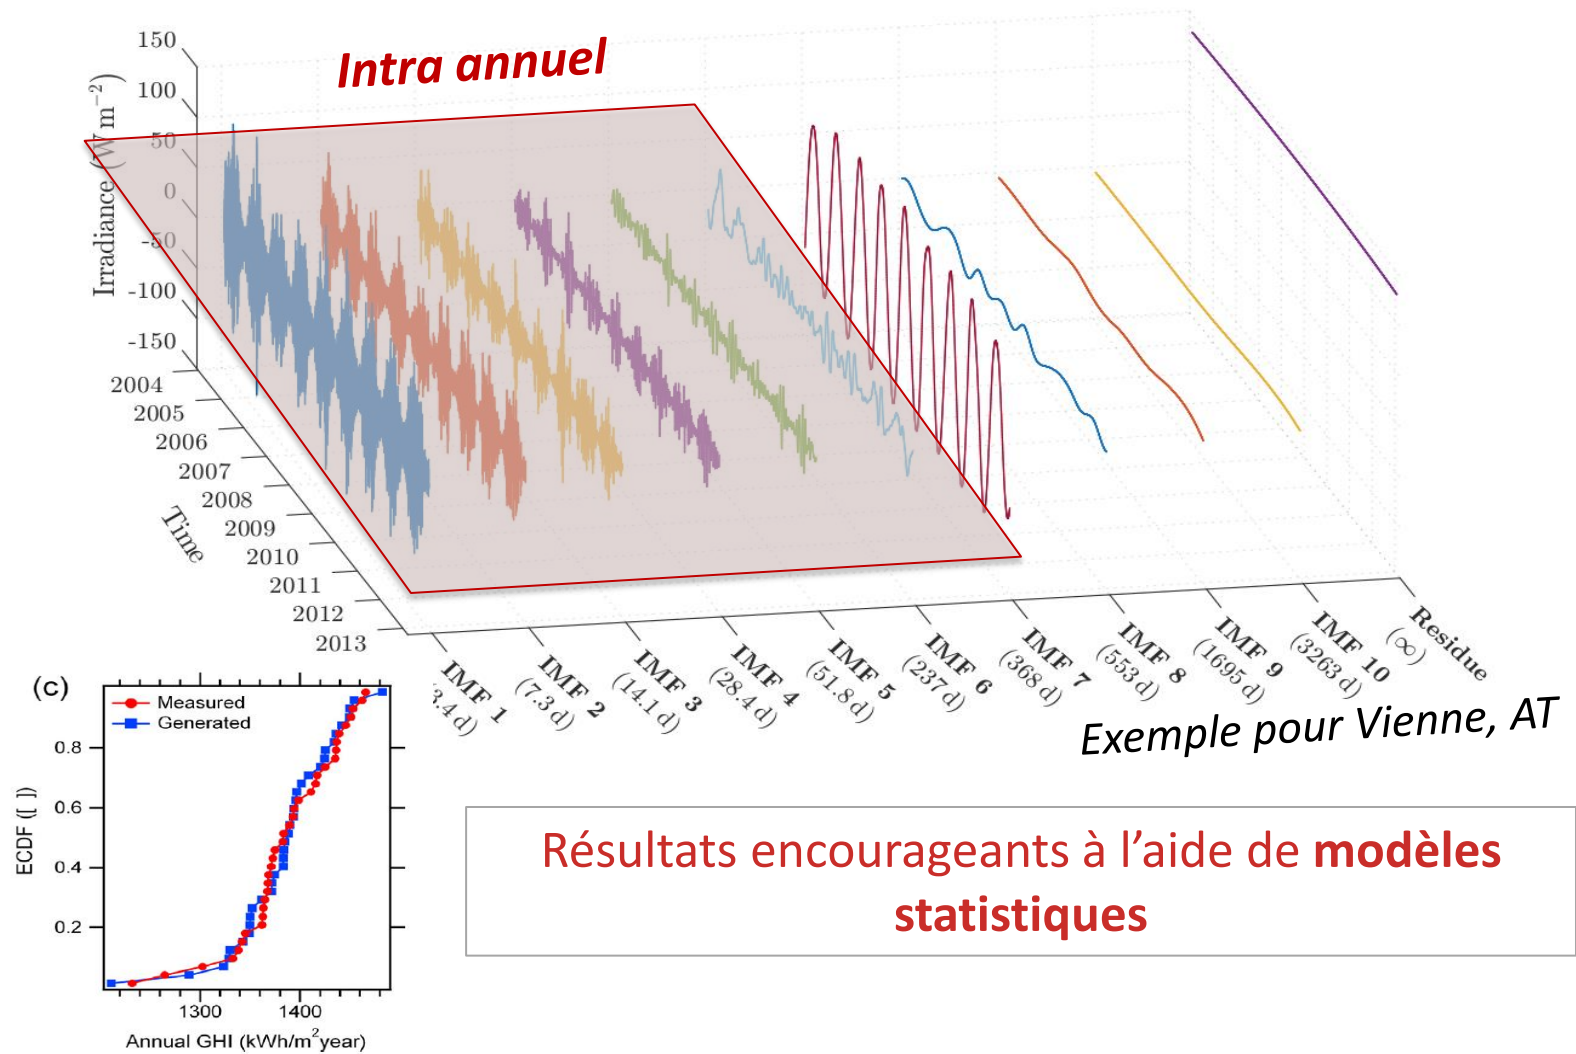 Intra annuel
Irradiance (W m−2)
150
100
50
0
-50
-100
-150
2004
2005
2006
2007
2008
2009
2010
2011
2012
2013
Time
IMF 1
(3.4 d)
IMF 2
(7.3 d)
IMF 3
(14.1 d)
IMF 4
(28.4 d)
IMF 5
(51.8 d)
IMF 6
(237 d)
IMF 7
(368 d)
IMF 8
(553 d)
IMF 9
(1695 d)
IMF 10
(3263 d)
Residue
(∞)
Exemple pour Vienne, AT
(c)
Measured
Generated
ECDF ([ ])
0.8
0.6
0.4
0.2
1300 1400
Annual GHI (kWh/m²year)
Résultats encourageants à l’aide de modèles
statistiques